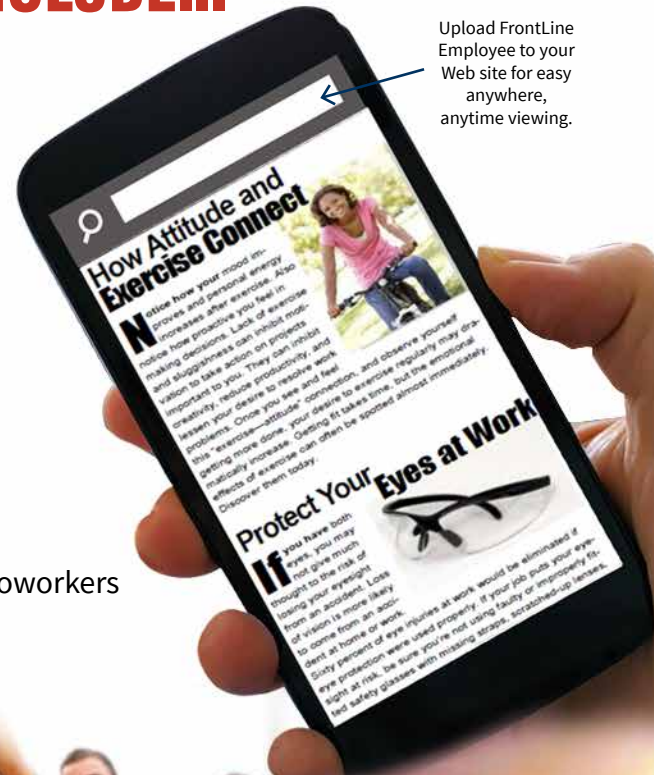 Upload FrontLine
Employee to your
Web site for easy
anywhere,
anytime viewing.
How Attitude and
Exercise Connect
Notice how your mood im-
proves and personal energy
increases after exercise. Also
notice how proactive you feel in
making decisions. Lack of exercise
and sluggishness can inhibit moti-
vation to take action on projects
important to you. They can inhibit
creativity, reduce productivity, and
lessen your desire to resolve work
problems. Once you see and feel
this "exercise—attitude" connection, and observe yourself
getting more done, your desire to exercise regularly may dra-
matically increase. Getting fit takes time, but the emotional
effects of exercise can often be spotted almost immediately.
Discover them today.
Protect Your Eyes at Work
If you have both
eyes, you may
not give much
thought to the risk of
losing your eyesight
from an accident. Loss
of vision is more likely
to come from an acci-
dent at home or work.
Sixty percent of eye injuries at work would be eliminated if
eye protection were used properly. If your job puts your eye-
sight at risk, be sure you're not using faulty or improperly fit-
ted safety glasses with missing straps, scratched-up lenses,
oworkers